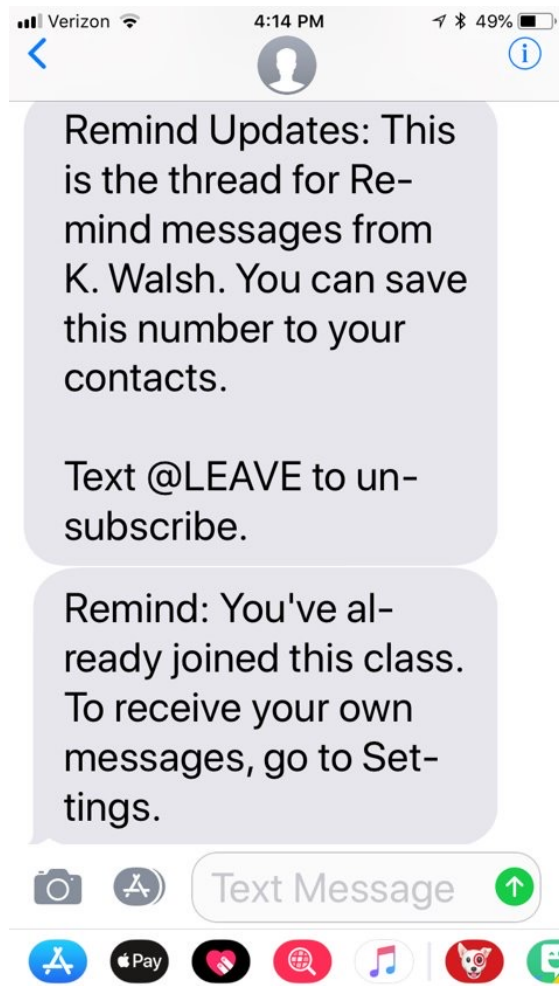 Verizon 4:14 PM 49%
Remind Updates: This
is the thread for Re-
mind messages from
K. Walsh. You can save
this number to your
contacts.
Text @LEAVE to un-
subscribe.
Remind: You've al-
ready joined this class.
To receive your own
messages, go to Set-
tings.
Text Message
Pay